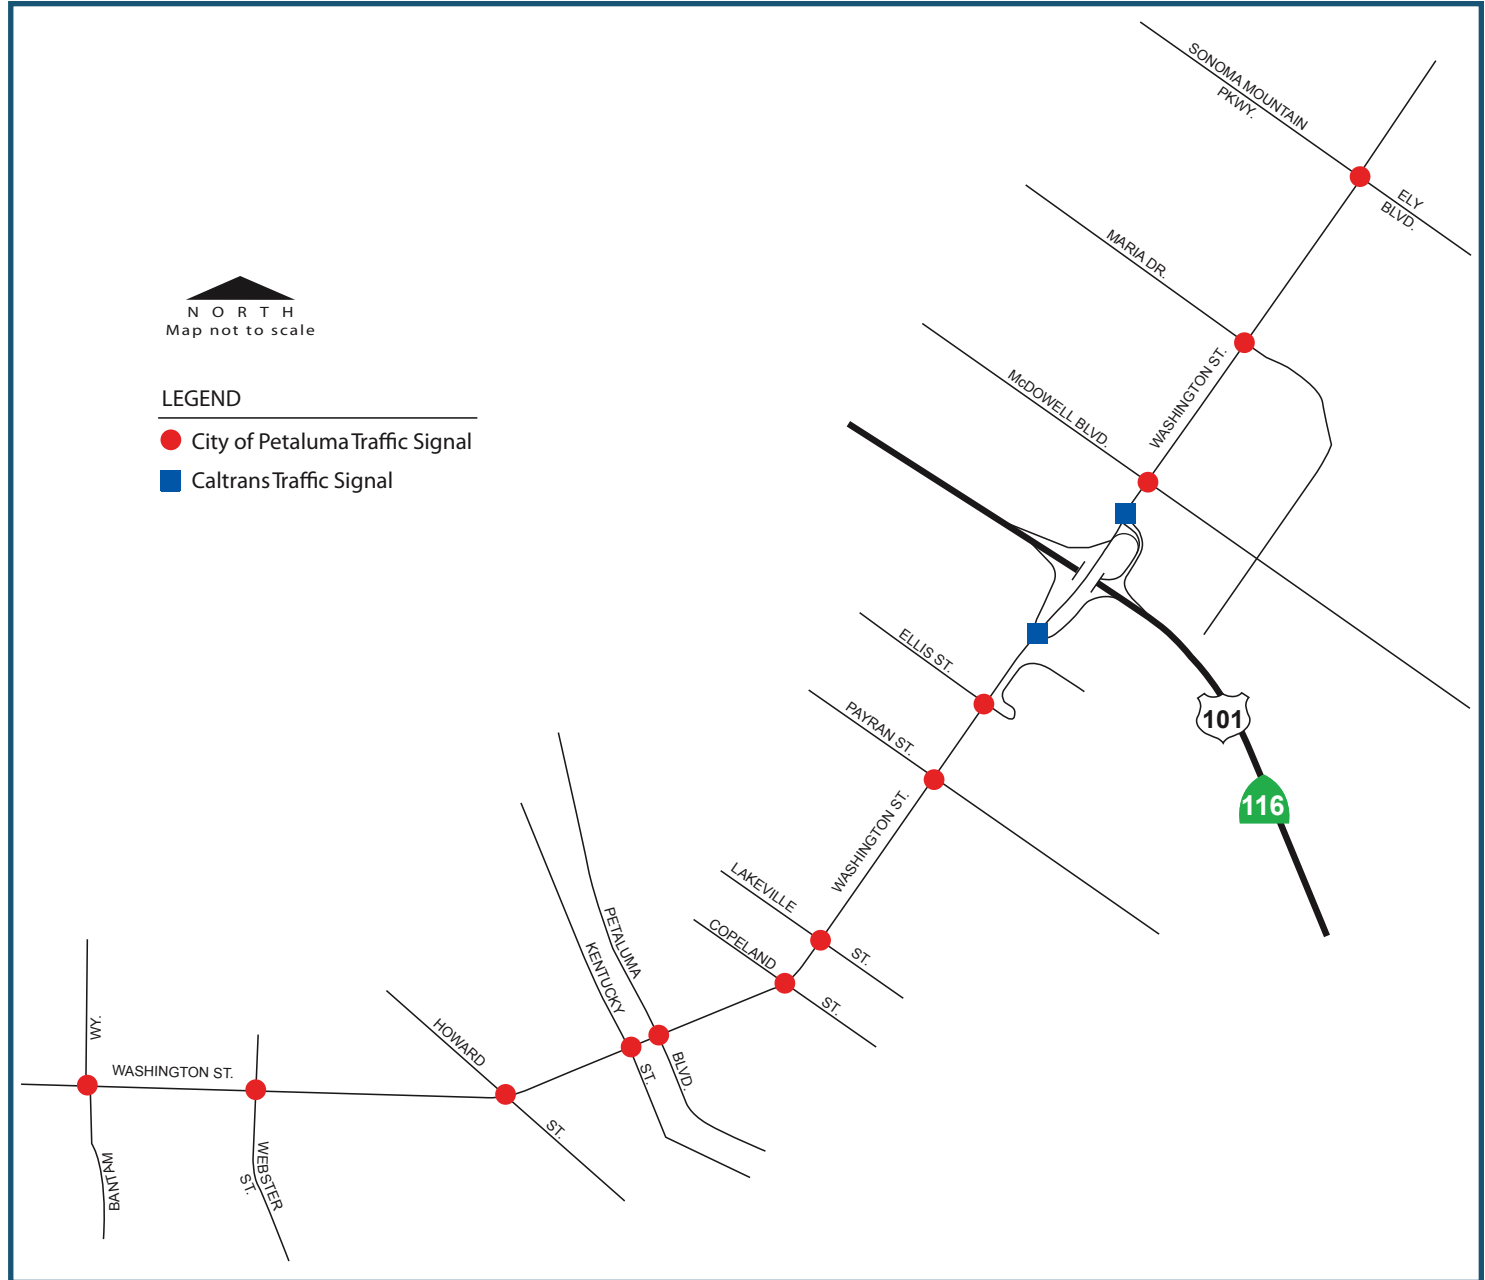 SONOMA MOUNTAIN
PKWY.
ELY
BLVD.
MARIA DR.
NORTH
Map not to scale
WASHINGTON ST.
McDOWELL BLVD.
LEGEND
City of Petaluma Traffic Signal
Caltrans Traffic Signal
ELLIS ST.
PAYRAN ST.
101
116
WASHINGTON ST.
LAKEVILLE
ST.
COPELAND
ST.
PETALUMA
BLVD.
KENTUCKY
ST.
HOWARD
ST.
WY.
WASHINGTON ST.
BANTAM
WEBSTER
ST.